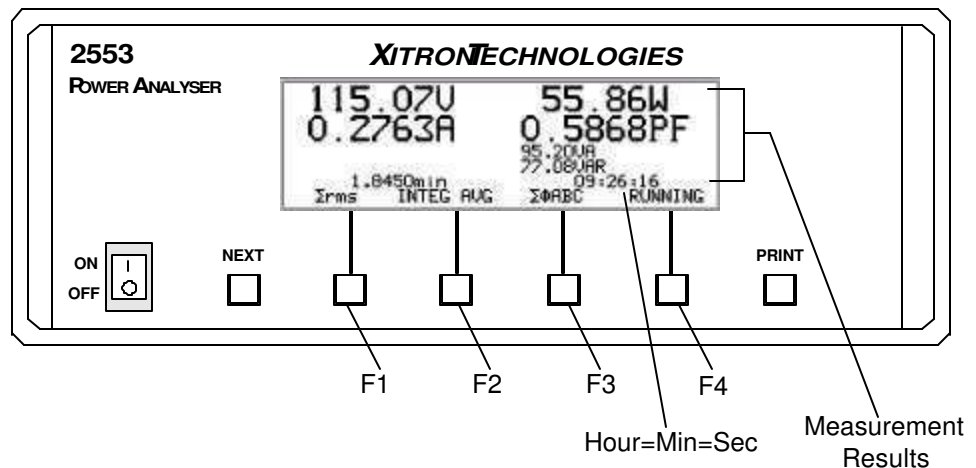 2553
XITRONTECHNOLOGIES
POWER ANALYSER
115.07V 55.86W
0.2763A 0.5868PF
95.20VA
77.08VAR
1.8450min 09:26:16
Σrms INTEG AVG ΣΦABC RUNNING
ON
OFF
NEXT
PRINT
F1 F2 F3 F4
Hour=Min=Sec
Measurement
Results